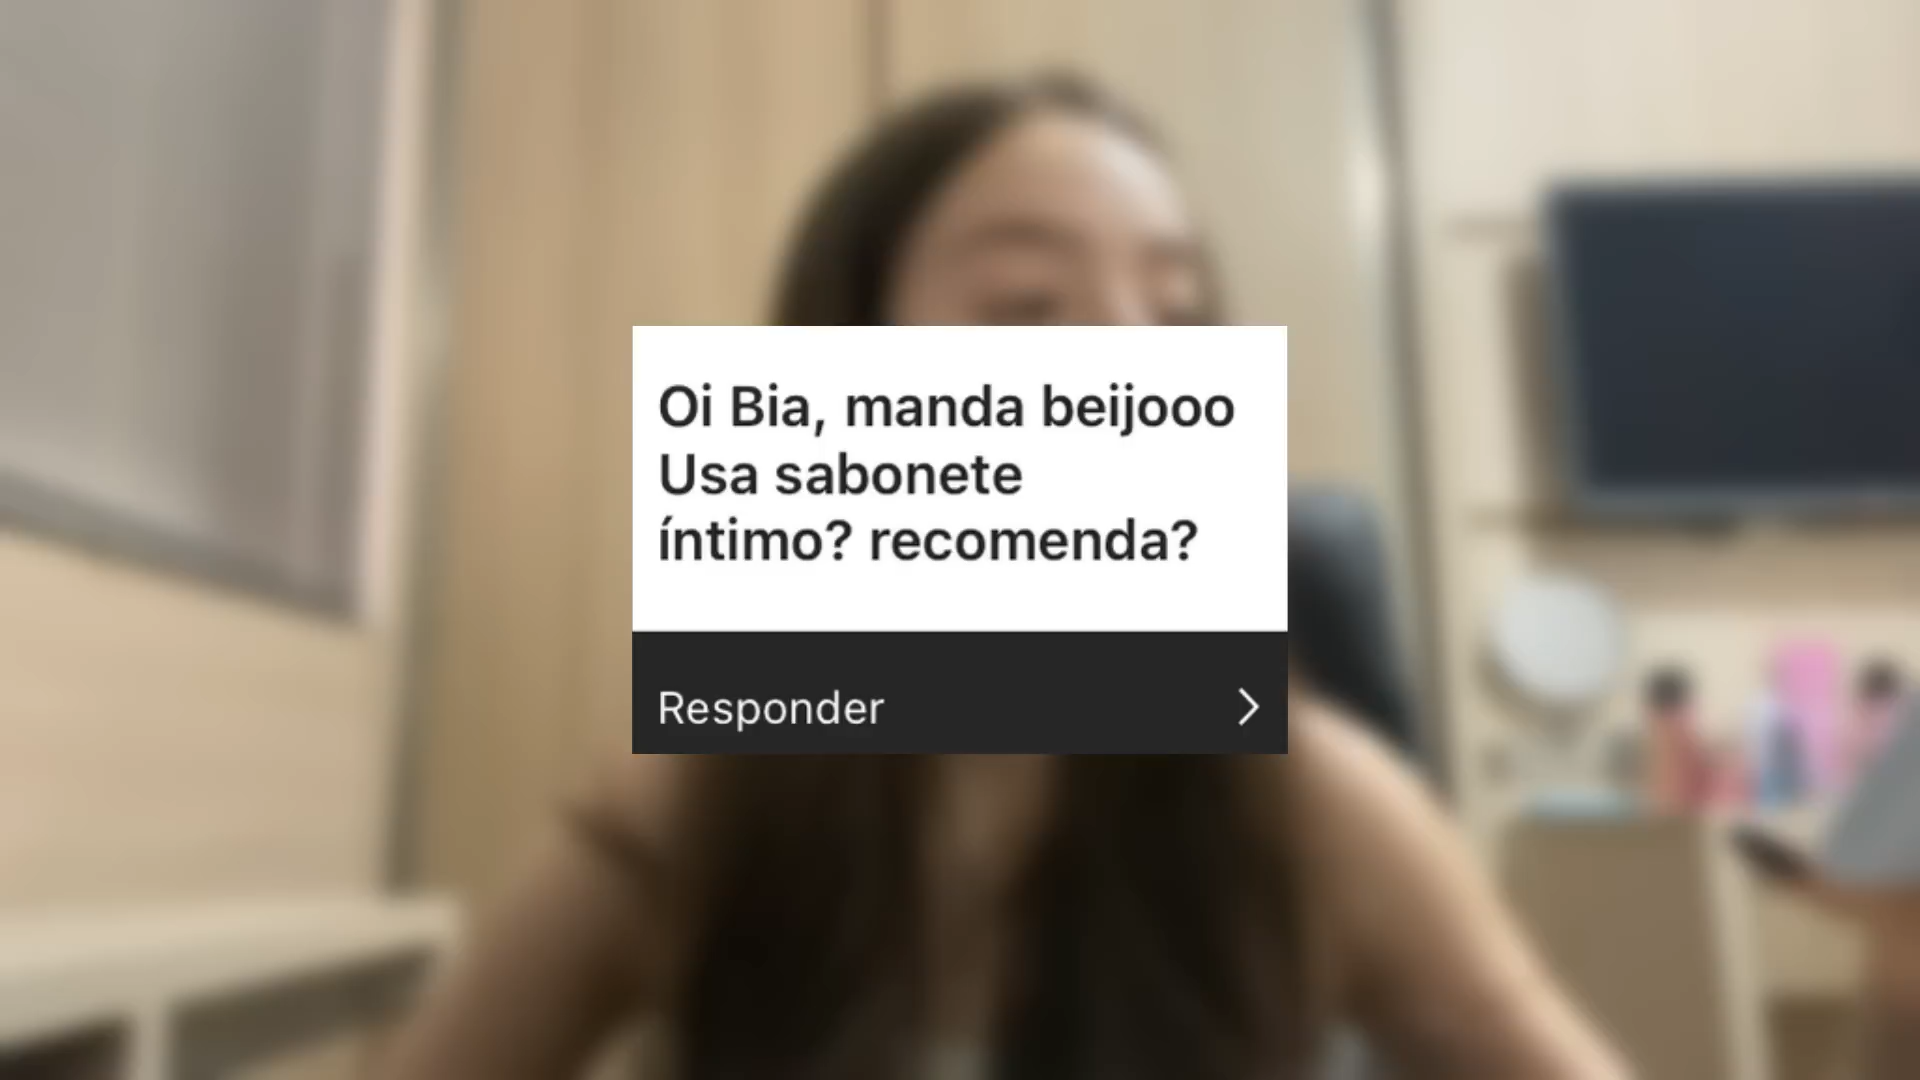 Oi Bia, manda beijooo
Usa sabonete
íntimo? recomenda?
Responder